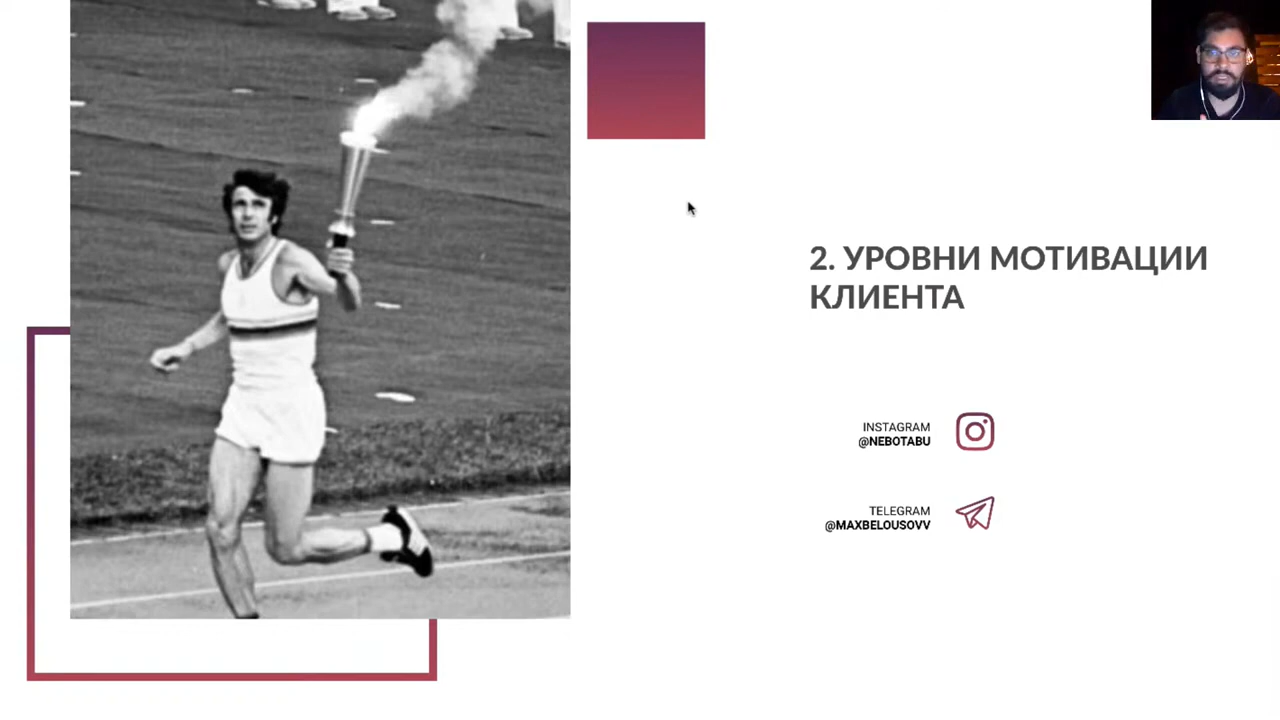 2. УРОВНИ МОТИВАЦИИ
КЛИЕНТА
INSTAGRAM
@NEBOTABU
TELEGRAM
@MAXBELOUSOVV